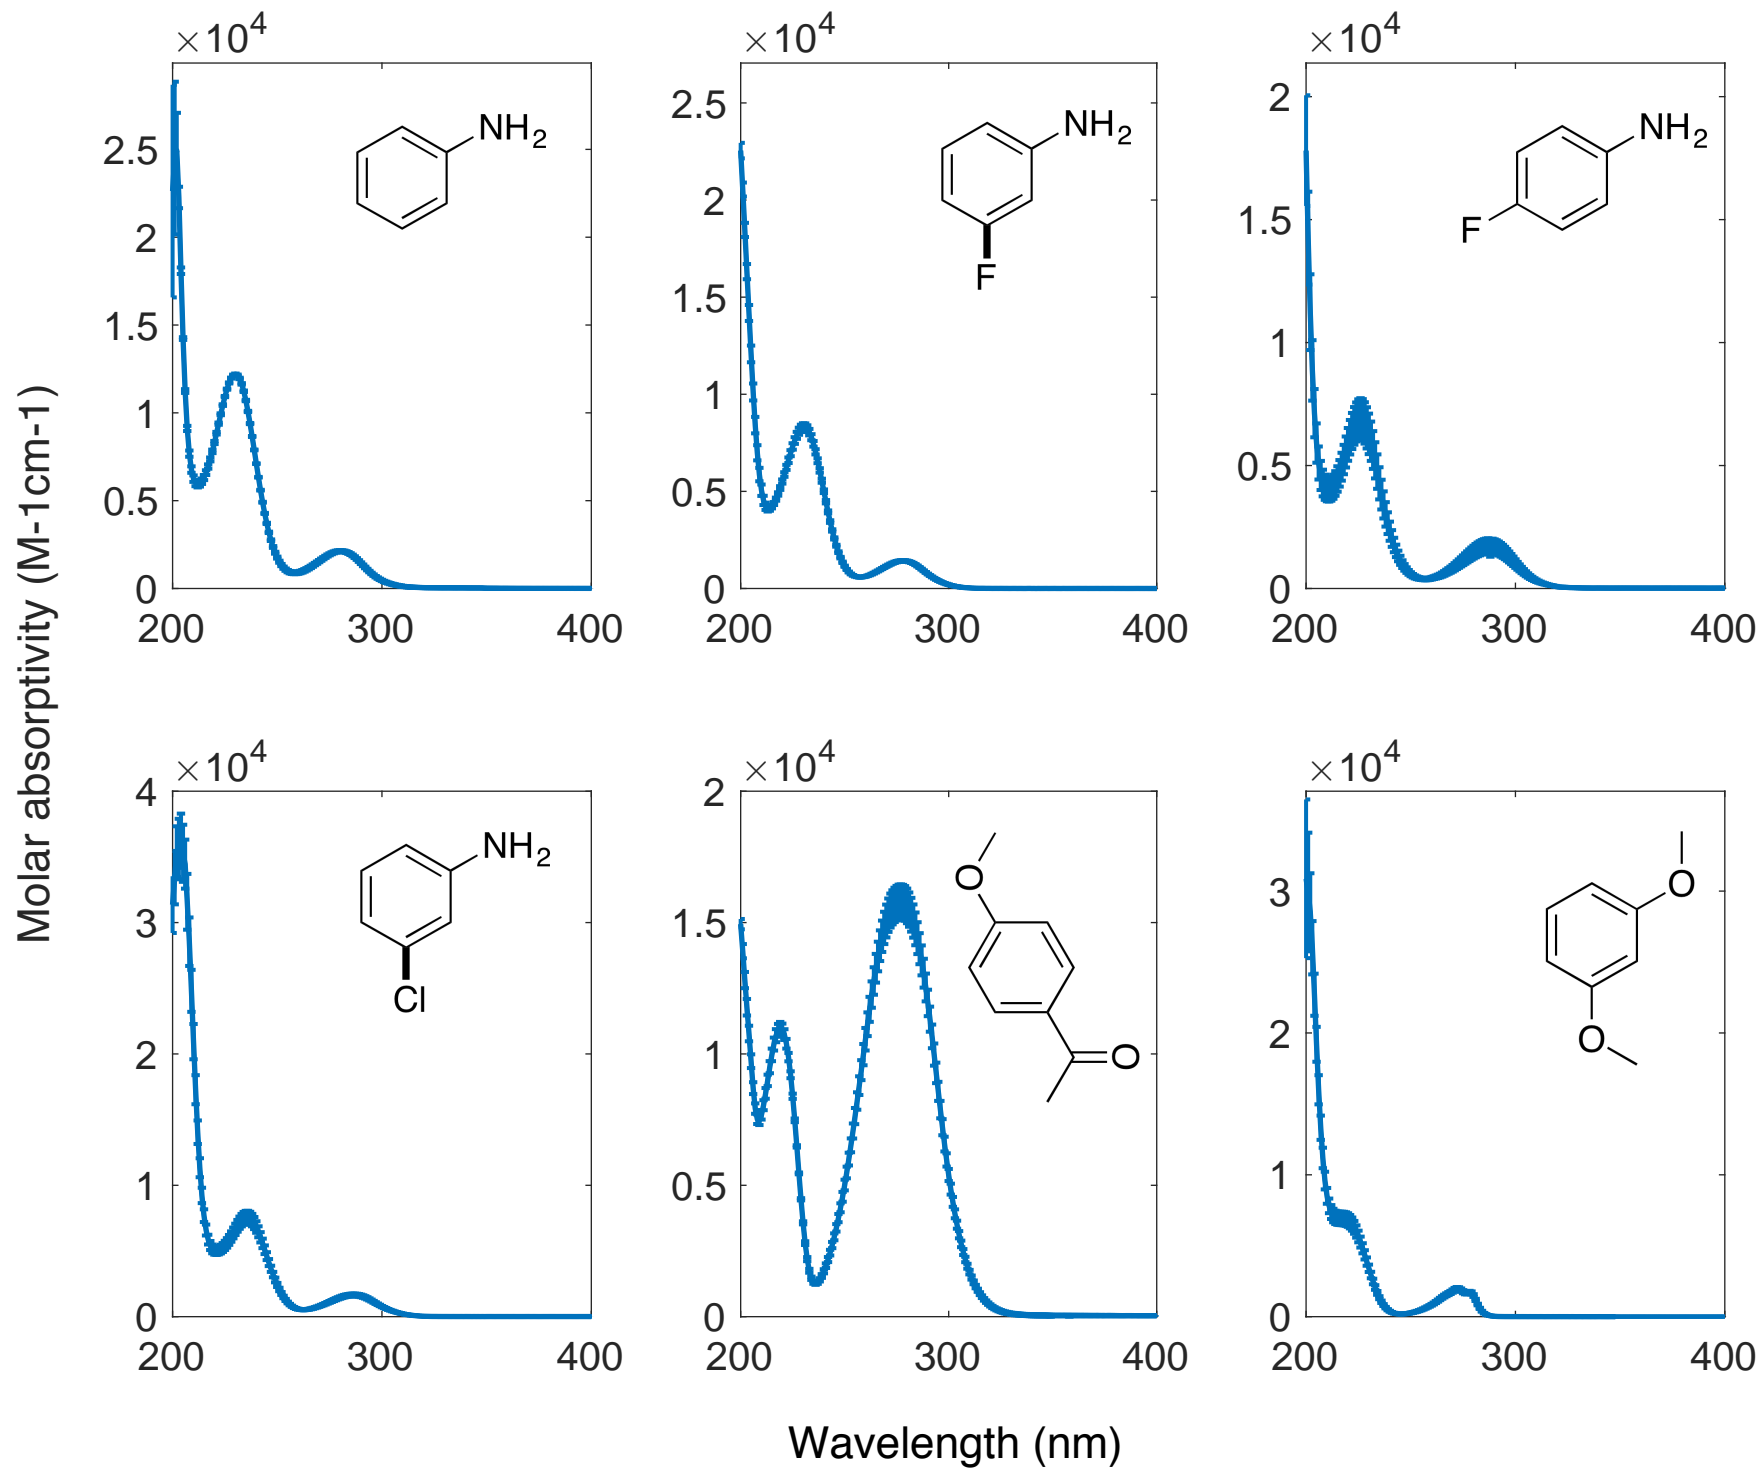 ×10⁴ ×10⁴ ×10⁴
2.5 2 1.5 1 0.5 0
NH₂
200 300 400
2.5 2 1.5 1 0.5 0
NH₂
F
200 300 400
2 1.5 1 0.5 0
NH₂
F
200 300 400
Molar absorptivity (M-1cm-1)
×10⁴ ×10⁴ ×10⁴
4 3 2 1 0
NH₂
Cl
200 300 400
2 1.5 1 0.5 0
O
O
200 300 400
3 2 1 0
O
O
200 300 400
Wavelength (nm)